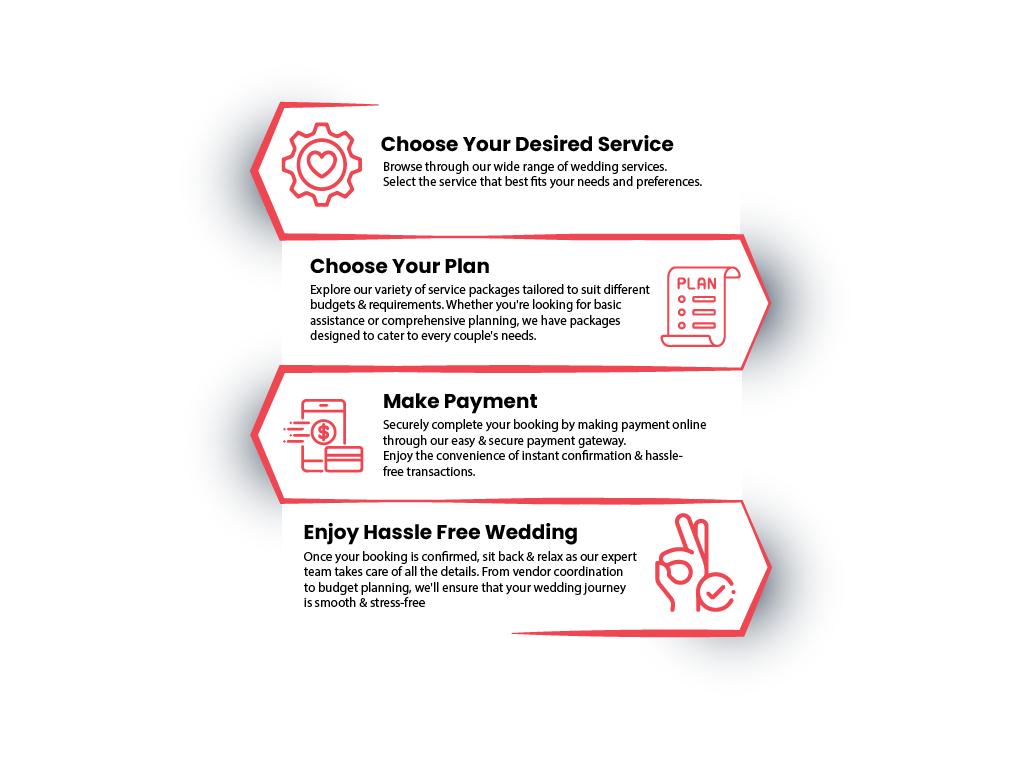 Choose Your Desired Service
Browse through our wide range of wedding services.
Select the service that best fits your needs and preferences.
Choose Your Plan
Explore our variety of service packages tailored to suit different
budgets & requirements. Whether you're looking for basic
assistance or comprehensive planning, we have packages
designed to cater to every couple's needs.
PLAN
Make Payment
Securely complete your booking by making payment online
through our easy & secure payment gateway.
Enjoy the convenience of instant confirmation & hassle-
free transactions.
$
Enjoy Hassle Free Wedding
Once your booking is confirmed, sit back & relax as our expert
team takes care of all the details. From vendor coordination
to budget planning, we'll ensure that your wedding journey
is smooth & stress-free